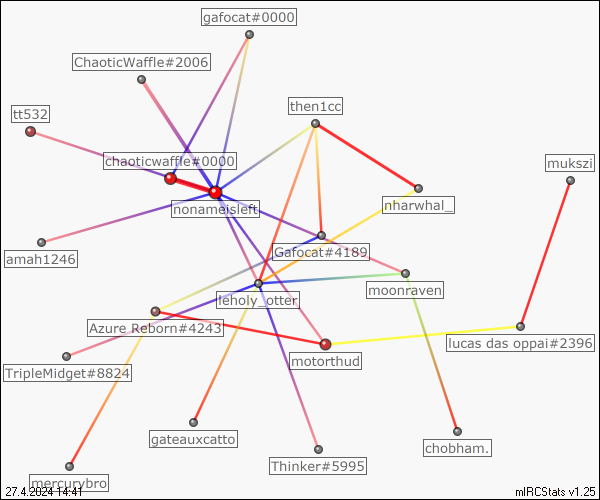 gafocat#0000
ChaoticWaffle#2006
then1cc
tt532
chaoticwaffle#0000
mukszi
nharwhal_
nonameisleft
Gafocat#4189
amah1246
moonraven
lenoly_otter
Azure Reborn#4243
lucas das oppai#2396
motorthud
TripleMidget#8824
gateauxcatto
chobham.
Thinker#5995
mercurybro
27.4.2024 14:41
mIRCStats v1.25